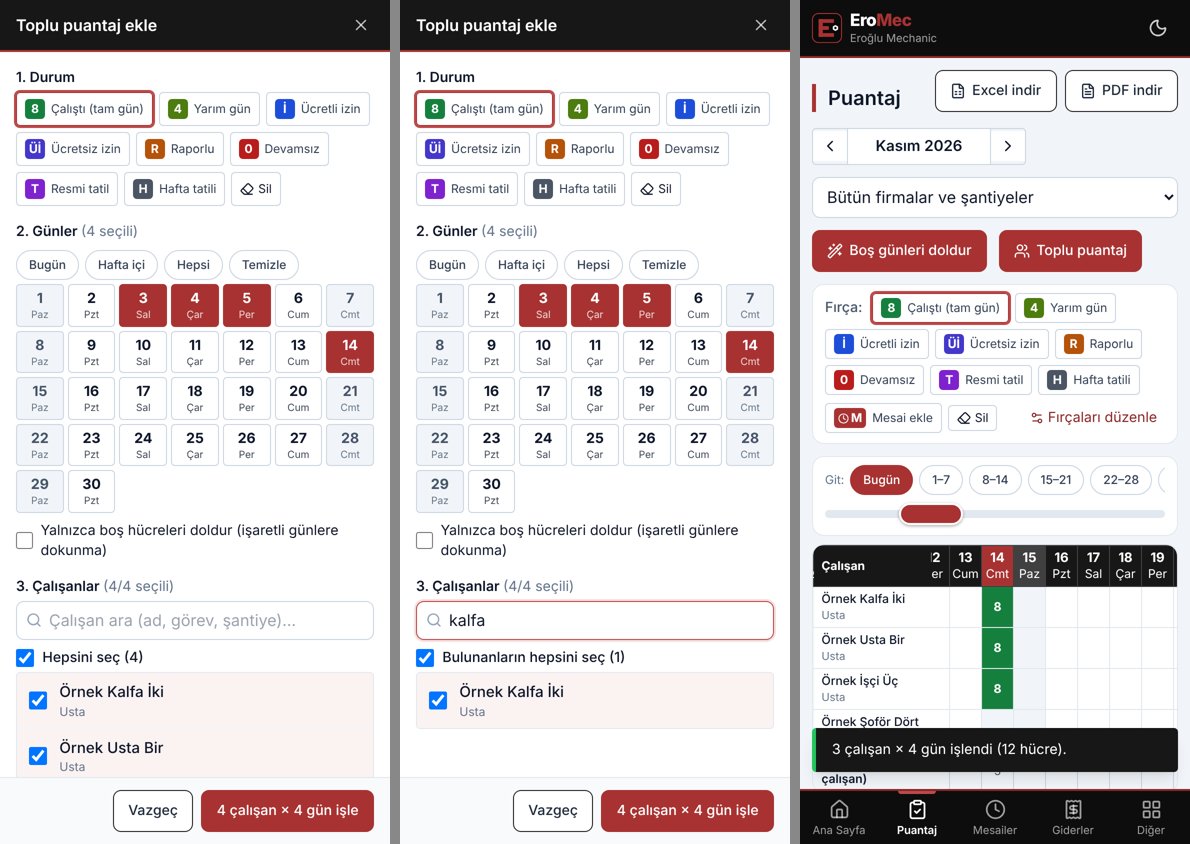 Toplu puantaj ekle
1. Durum
8 Çalıştı (tam gün) 4 Yarım gün İ Ücretli izin
Üİ Ücretsiz izin R Raporlu 0 Devamsız
T Resmi tatil H Hafta tatili Sil
2. Günler (4 seçili)
Bugün Hafta içi Hepsi Temizle
1 2 3 4 5 6 7
Paz Pzt Sal Çar Per Cum Cmt
8 9 10 11 12 13 14
Paz Pzt Sal Çar Per Cum Cmt
15 16 17 18 19 20 21
Paz Pzt Sal Çar Per Cum Cmt
22 23 24 25 26 27 28
Paz Pzt Sal Çar Per Cum Cmt
29 30
Paz Pzt
Yalnızca boş hücreleri doldur (işaretli günlere
dokunma)
3. Çalışanlar (4/4 seçili)
Çalışan ara (ad, görev, şantiye)...
Hepsini seç (4)
Örnek Kalfa İki
Usta
Örnek Usta Bir
Usta
Vazgeç 4 çalışan × 4 gün işle
Toplu puantaj ekle
1. Durum
8 Çalıştı (tam gün) 4 Yarım gün İ Ücretli izin
Üİ Ücretsiz izin R Raporlu 0 Devamsız
T Resmi tatil H Hafta tatili Sil
2. Günler (4 seçili)
Bugün Hafta içi Hepsi Temizle
1 2 3 4 5 6 7
Paz Pzt Sal Çar Per Cum Cmt
8 9 10 11 12 13 14
Paz Pzt Sal Çar Per Cum Cmt
15 16 17 18 19 20 21
Paz Pzt Sal Çar Per Cum Cmt
22 23 24 25 26 27 28
Paz Pzt Sal Çar Per Cum Cmt
29 30
Paz Pzt
Yalnızca boş hücreleri doldur (işaretli günlere
dokunma)
3. Çalışanlar (4/4 seçili)
kalfa
Bulunanların hepsini seç (1)
Örnek Kalfa İki
Usta
Vazgeç 4 çalışan × 4 gün işle
E EroMec
Eroğlu Mechanic
Puantaj Excel indir PDF indir
Kasım 2026
Bütün firmalar ve şantiyeler
Boş günleri doldur Toplu puantaj
Fırça: 8 Çalıştı (tam gün) 4 Yarım gün
İ Ücretli izin Üİ Ücretsiz izin R Raporlu
0 Devamsız T Resmi tatil H Hafta tatili
M Mesai ekle Sil Fırçaları düzenle
Git: Bugün 1–7 8–14 15–21 22–28
Çalışan 2 13 14 15 16 17 18 19
er Cum Cmt Paz Pzt Sal Çar Per
Örnek Kalfa İki 8
Usta
Örnek Usta Bir 8
Usta
Örnek İşçi Üç 8
Usta
Örnek Şoför Dört
3 çalışan × 4 gün işlendi (12 hücre).
çalışan)
Ana Sayfa Puantaj Mesailer Giderler Diğer